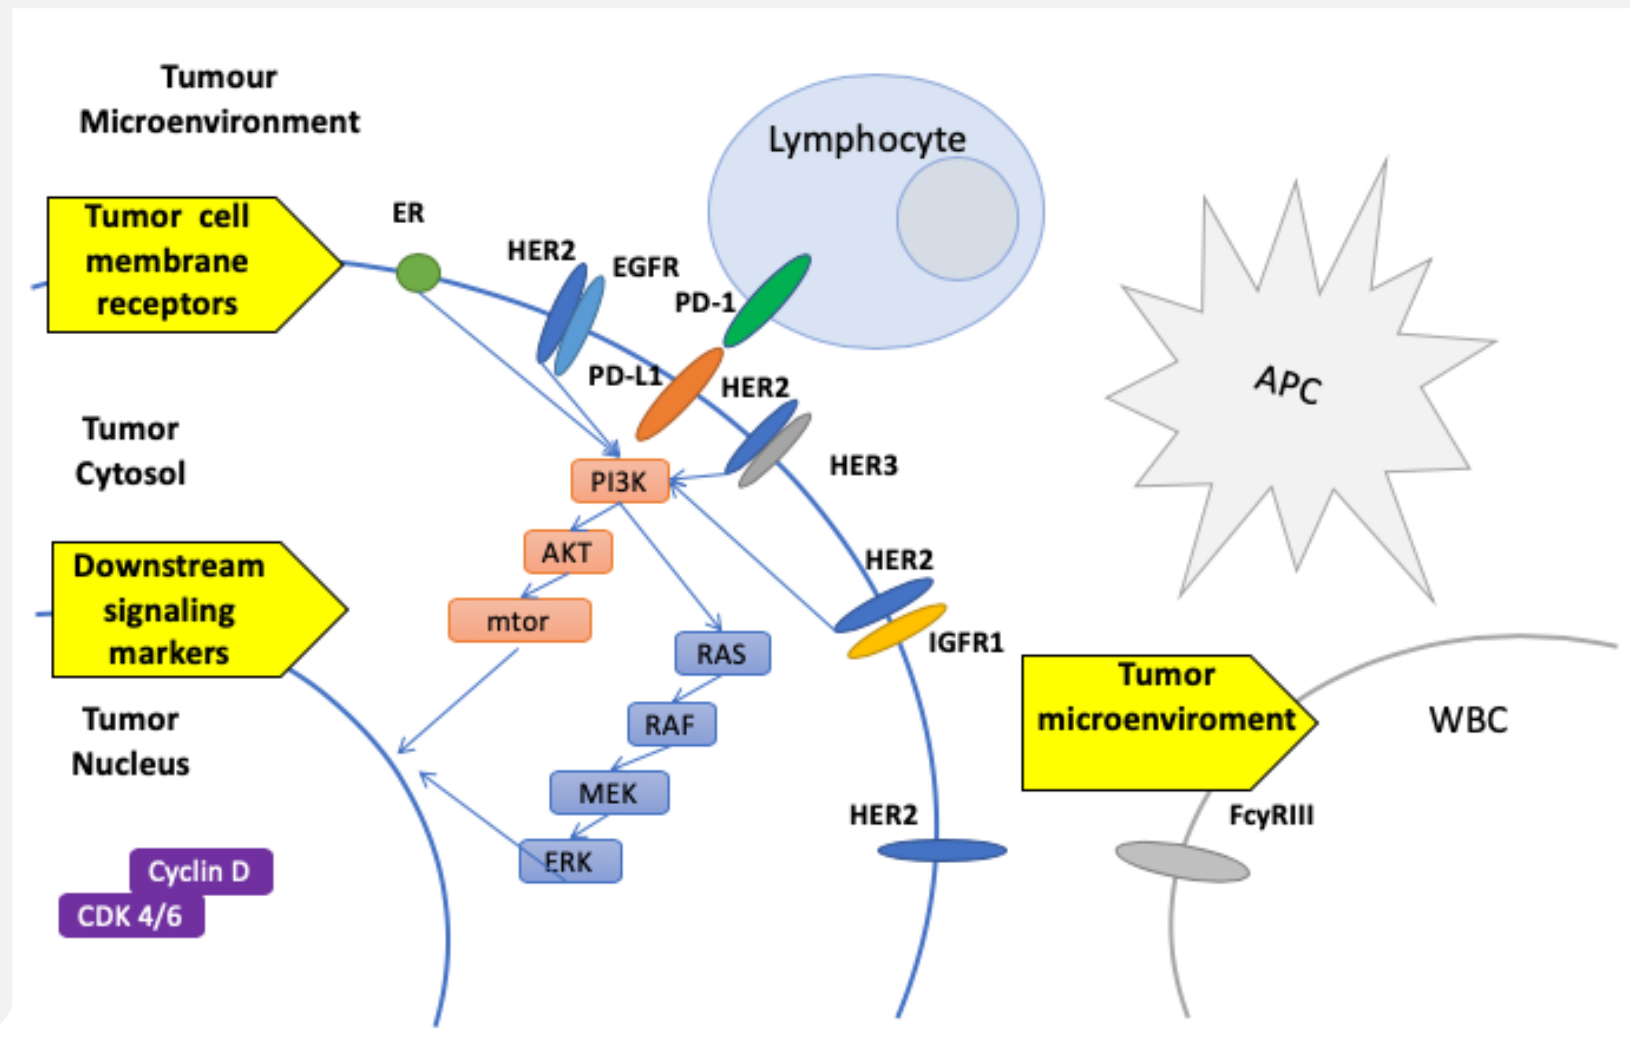 Tumour
Microenvironment
Lymphocyte
Tumor cell
membrane
receptors
ER
HER2
EGFR
PD-1
PD-L1
HER2
APC
Tumor
Cytosol
HER3
PI3K
AKT
Downstream
signaling
markers
mtor
HER2
IGFR1
RAS
Tumor
microenviroment
WBC
Tumor
Nucleus
RAF
MEK
HER2
FcyRIII
ERK
Cyclin D
CDK 4/6